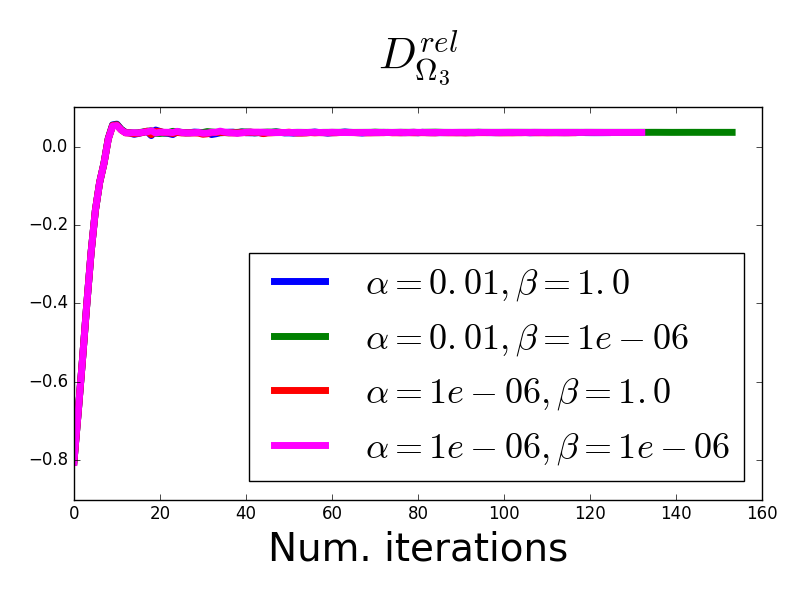 $D_{\Omega_3}^{rel}$
0.0
−0.2
−0.4
−0.6
−0.8
α = 0.01, β = 1.0
α = 0.01, β = 1e − 06
α = 1e − 06, β = 1.0
α = 1e − 06, β = 1e − 06
0 20 40 60 80 100 120 140 160
Num. iterations